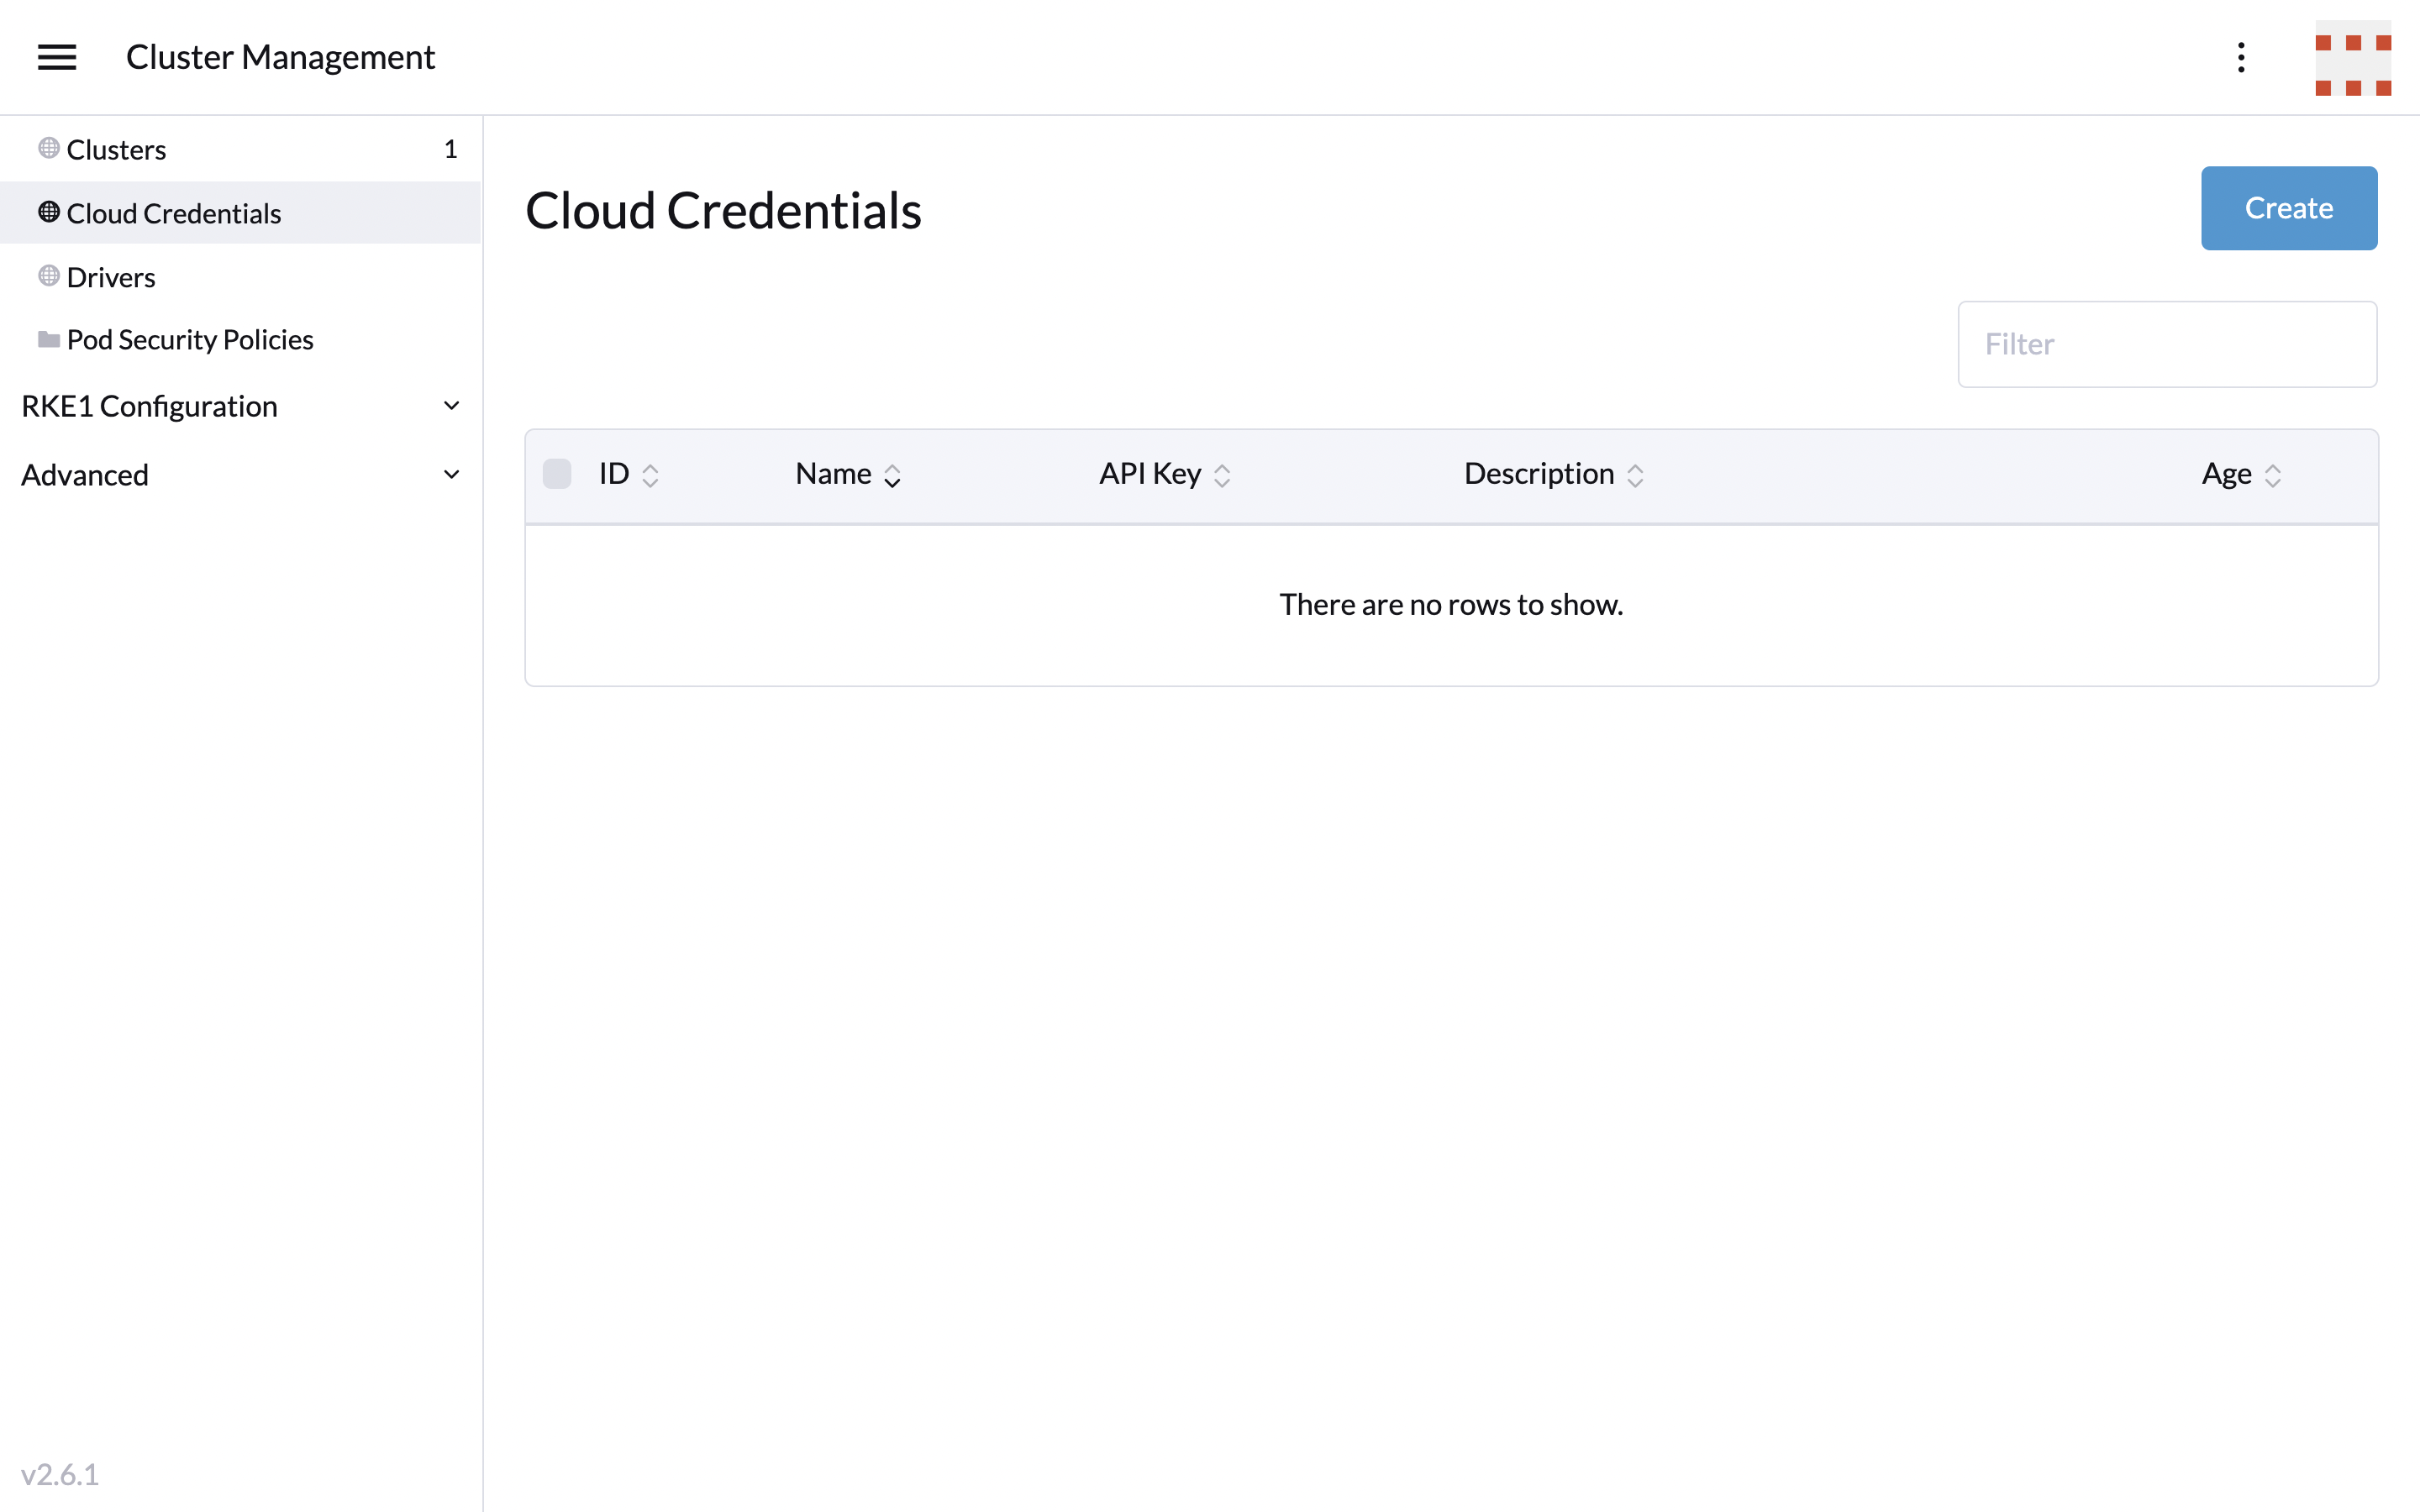 Cluster Management
Clusters 1
Cloud Credentials
Drivers
Pod Security Policies
RKE1 Configuration
Advanced
v2.6.1
Cloud Credentials
Create
Filter
ID Name API Key Description Age
There are no rows to show.